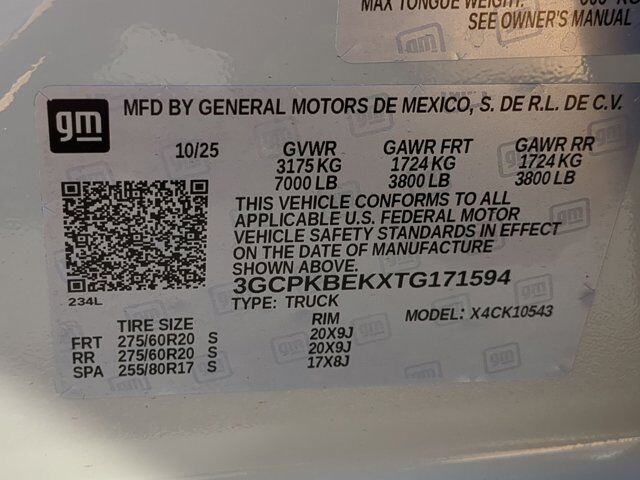 MAX TONGUE WEIGHT:
SEE OWNER'S MANUAL
gm
gm MFD BY GENERAL MOTORS DE MEXICO, S. DE R.L. DE C.V.
10/25 GVWR GAWR FRT GAWR RR
3175 KG 1724 KG 1724 KG
7000 LB 3800 LB 3800 LB
THIS VEHICLE CONFORMS TO ALL
APPLICABLE U.S. FEDERAL MOTOR
VEHICLE SAFETY STANDARDS IN EFFECT
ON THE DATE OF MANUFACTURE
SHOWN ABOVE.
3GCPKBEKXTG171594
234L
TYPE: TRUCK MODEL: X4CK10543
TIRE SIZE RIM
FRT 275/60R20 S 20X9J
RR 275/60R20 S 20X9J
SPA 255/80R17 S 17X8J